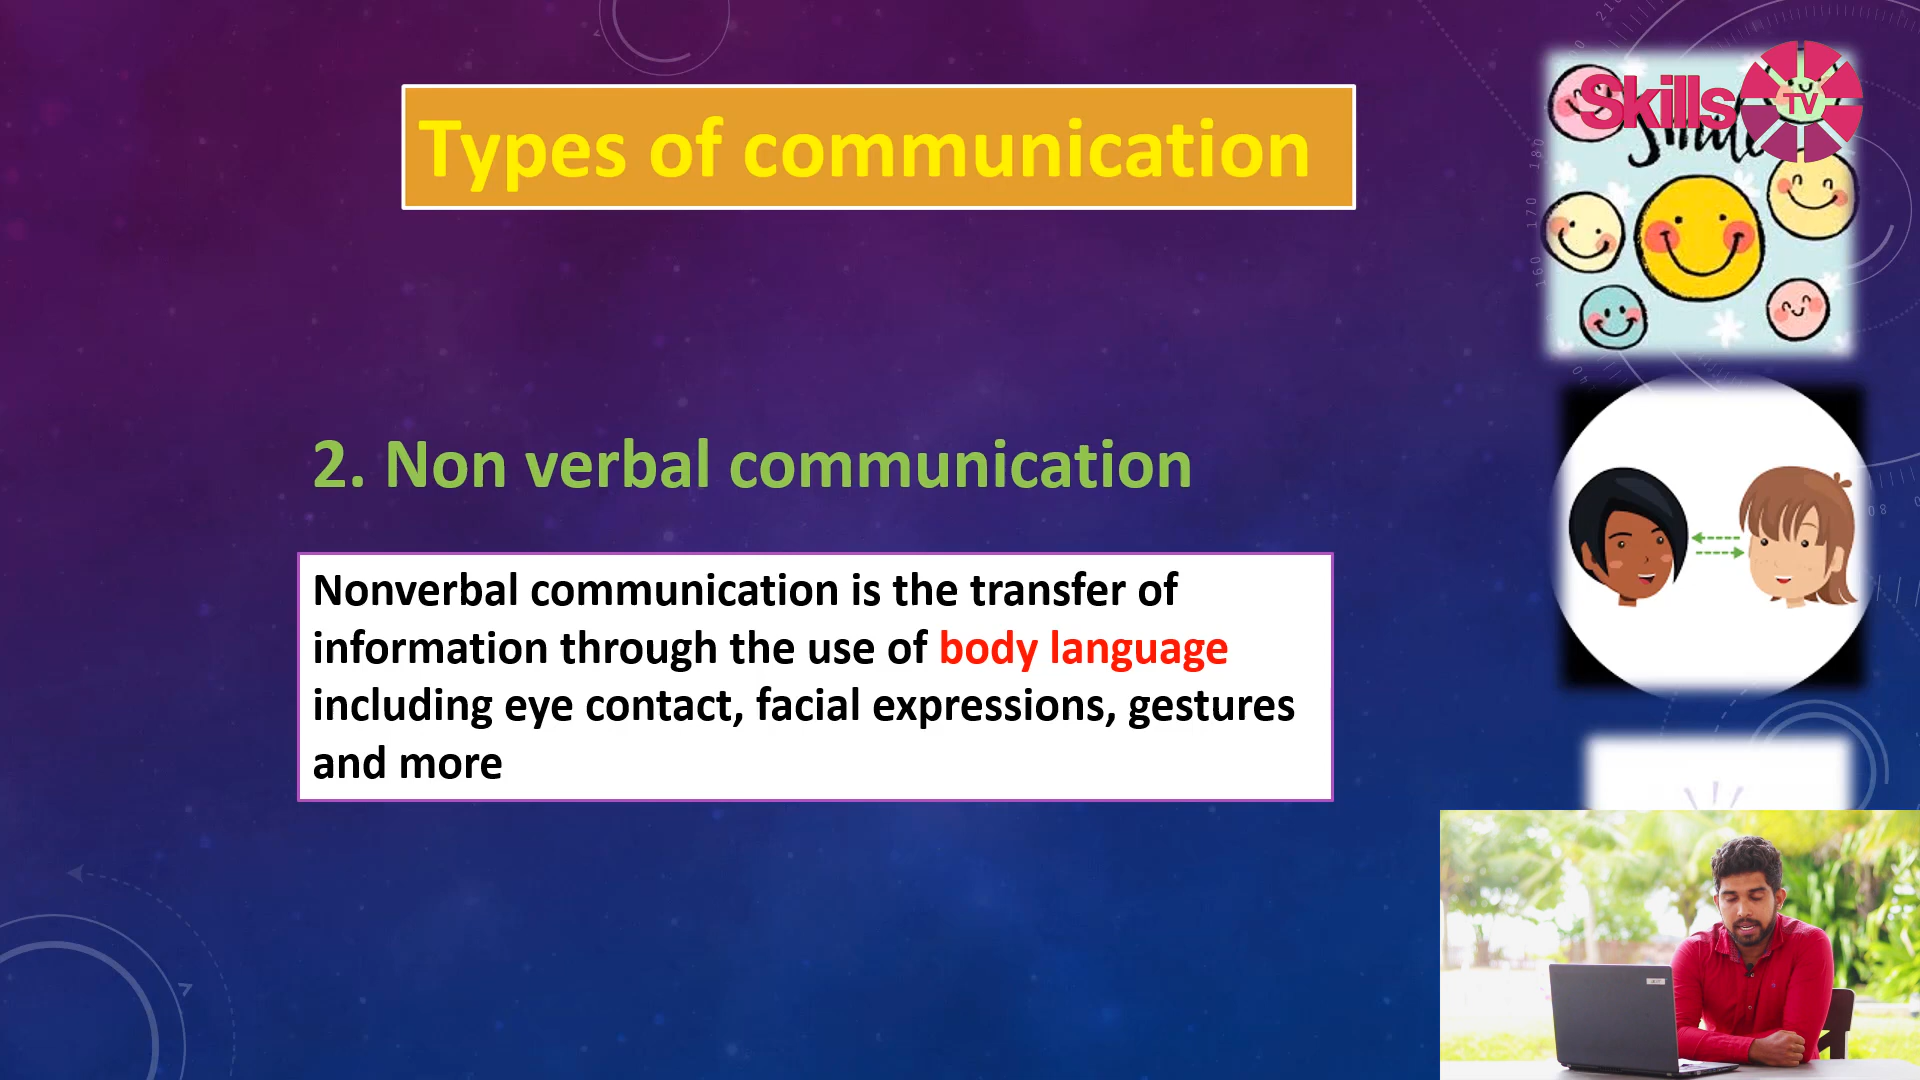 Types of communication
Skills TV
Smile
2. Non verbal communication
Nonverbal communication is the transfer of
information through the use of body language
including eye contact, facial expressions, gestures
and more